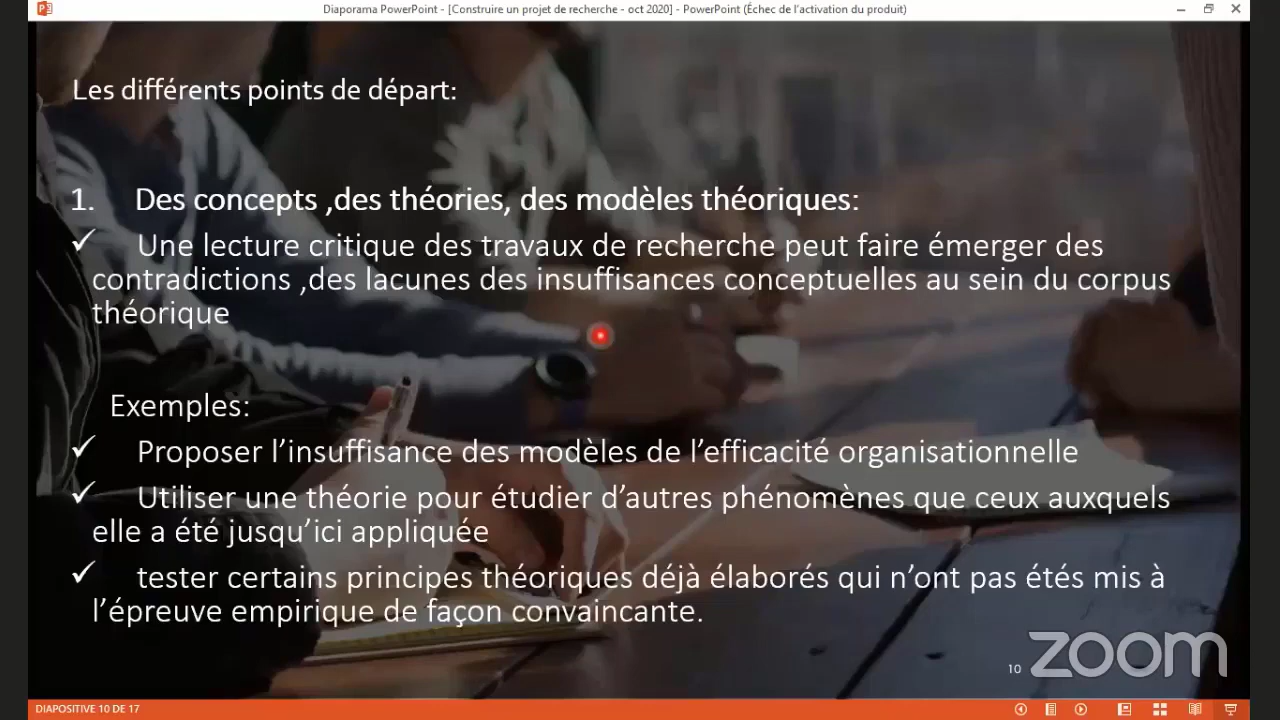 Diaporama PowerPoint - [Construire un projet de recherche - oct 2020] - PowerPoint (Échec de l'activation du produit)
Les différents points de départ:
1. Des concepts ,des théories, des modèles théoriques:
✓ Une lecture critique des travaux de recherche peut faire émerger des
contradictions ,des lacunes des insuffisances conceptuelles au sein du corpus
théorique
Exemples:
✓ Proposer l'insuffisance des modèles de l'efficacité organisationnelle
✓ Utiliser une théorie pour étudier d'autres phénomènes que ceux auxquels
elle a été jusqu'ici appliquée
✓ tester certains principes théoriques déjà élaborés qui n'ont pas étés mis à
l'épreuve empirique de façon convaincante.
10
zoom
DIAPOSITIVE 10 DE 17